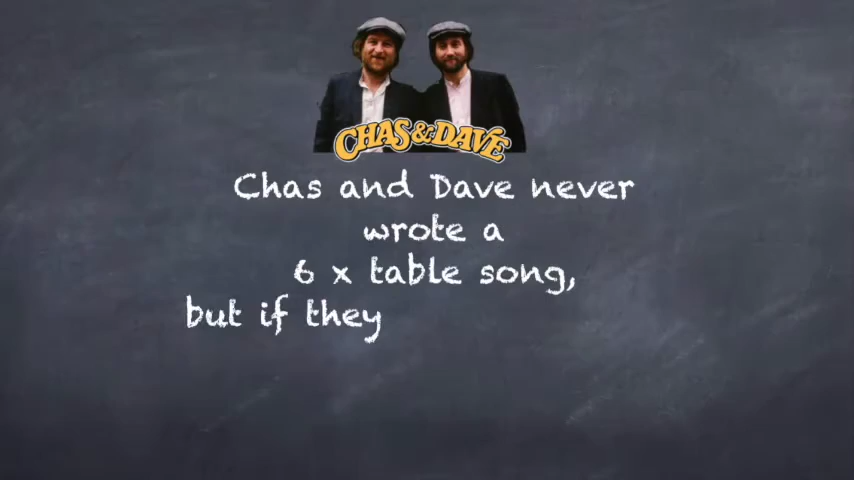 CHAS & DAVE
Chas and Dave never
wrote a
6 x table song,
but if they